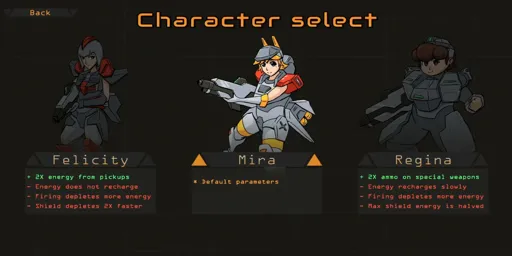 Back
Character select
Felicity
+ 2X energy from pickups
- Energy does not recharge
- Firing depletes more energy
- Shield depletes 2X faster
Mira
* Default parameters
Regina
+ 2X ammo on special weapons
- Energy recharges slowly
- Firing depletes more energy
- Max shield energy is halved